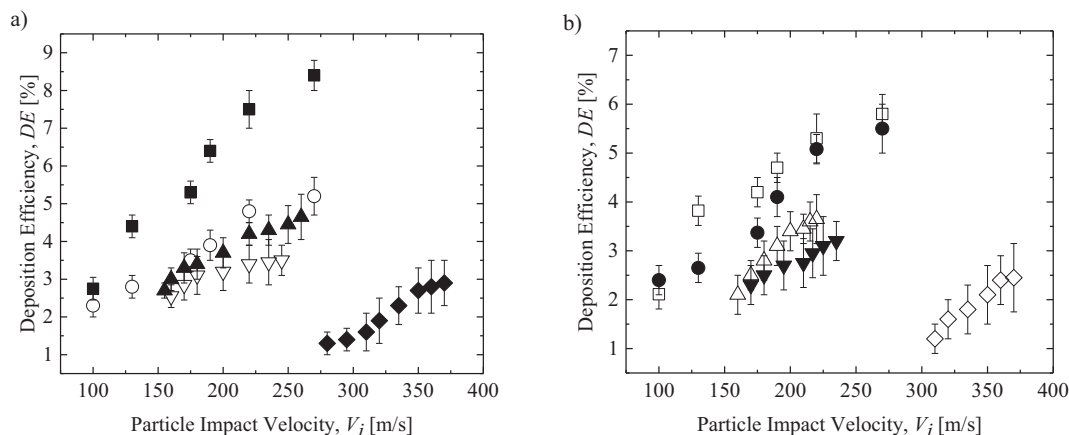 a)
Deposition Efficiency, DE [%]
9
8
7
6
5
4
3
2
1
100 150 200 250 300 350 400
Particle Impact Velocity, Vi [m/s]
b)
Deposition Efficiency, DE [%]
7
6
5
4
3
2
1
100 150 200 250 300 350 400
Particle Impact Velocity, Vi [m/s]